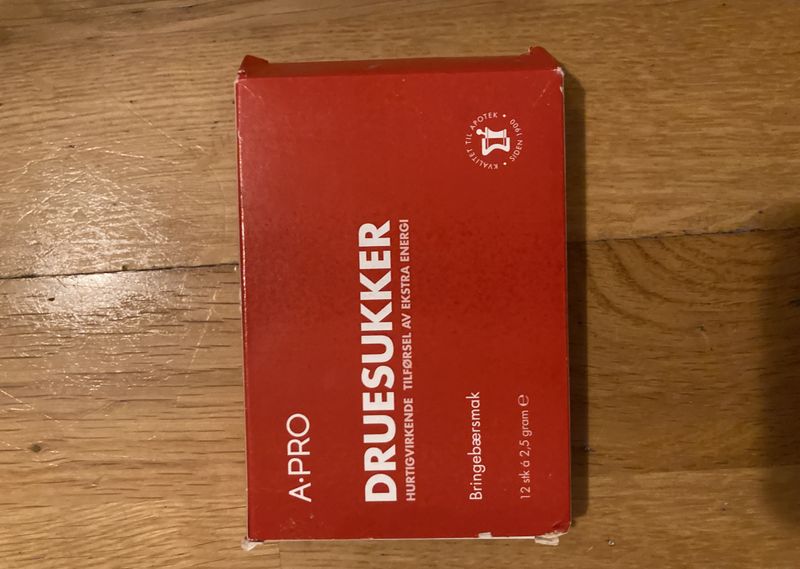 A·PRO
DRUESUKKER
HURTIGVIRKENDE TILFØRSEL AV EKSTRA ENERGI
Bringebærsmak
12 stk á 2,5 gram ℮
• KVALITET TIL APOTEK • SIDEN 1900